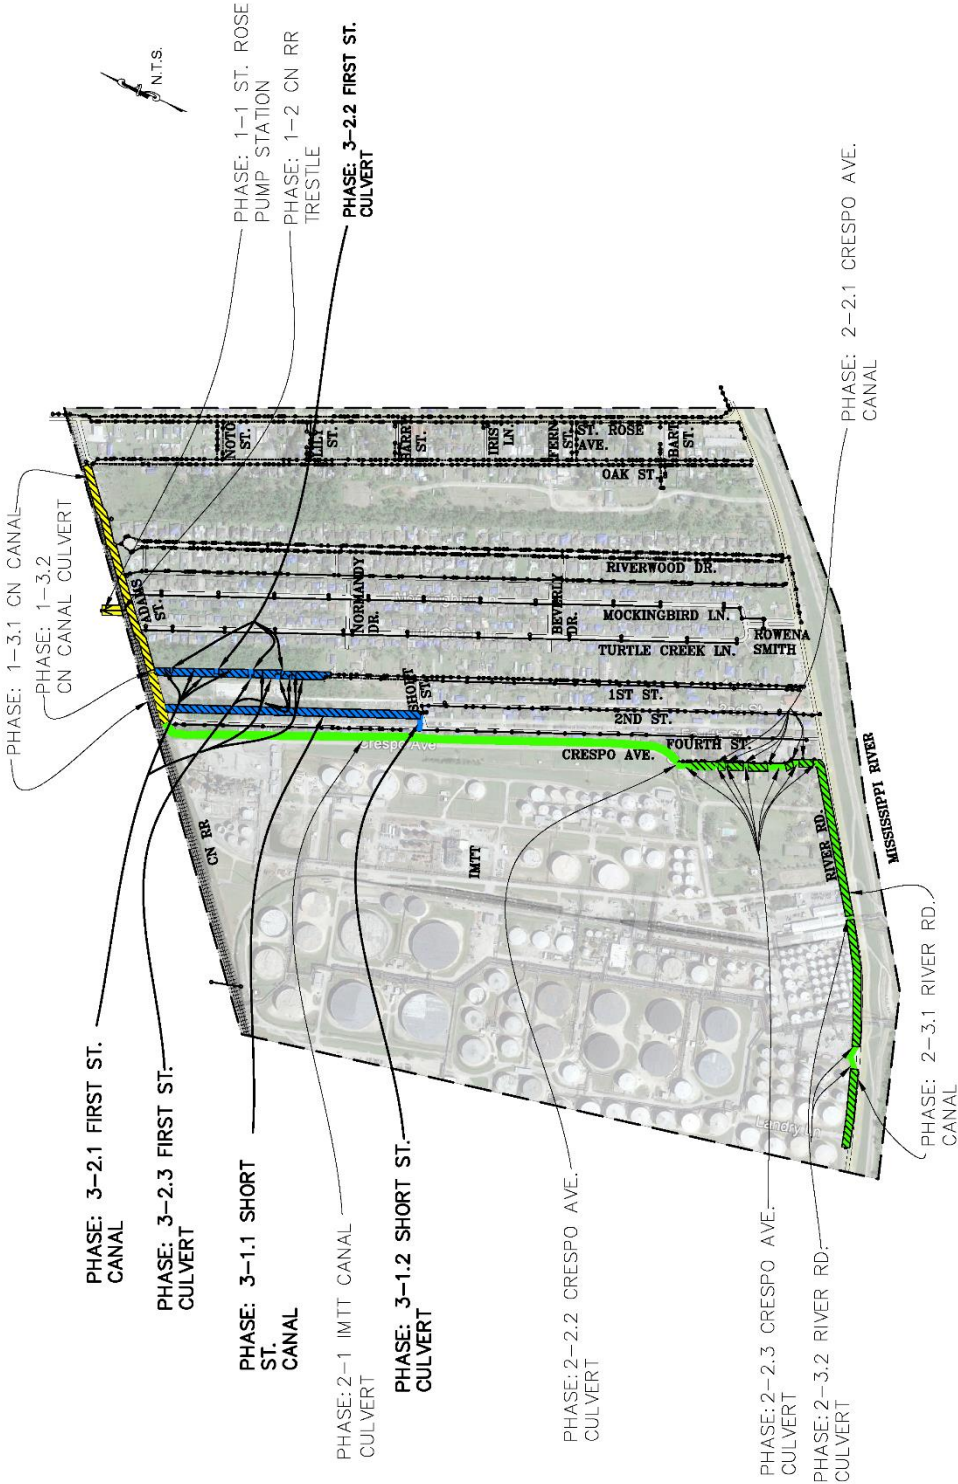 N.T.S.
PHASE: 1-1 ST. ROSE
PUMP STATION
PHASE: 1-2 CN RR
TRESTLE
PHASE: 3-2.2 FIRST ST.
CULVERT
PHASE: 2-2.1 CRESPO AVE.
CANAL
PHASE: 1-3.1 CN CANAL
PHASE: 1-3.2
CN CANAL CULVERT
NOTO
ST.
LILY
ST.
BARRY
ST.
IRIS
LN.
FERN
ST.
ST. ROSE
AVE.
BART
ST.
OAK ST.
ADAMS
ST.
NORMANDY
DR.
BEVERLY
DR.
RIVERWOOD DR.
MOCKINGBIRD LN.
ROWENA
SMITH
TURTLE CREEK LN.
SHORT
ST.
1ST ST.
2ND ST.
FOURTH ST.
Crespo Ave
CRESPO AVE.
CN RR
IMTT
RIVER RD.
MISSISSIPPI RIVER
Landry Ln
PHASE: 3-2.1 FIRST ST.
CANAL
PHASE: 3-2.3 FIRST ST.
CULVERT
PHASE: 3-1.1 SHORT
ST.
CANAL
PHASE: 2-1 IMTT CANAL
CULVERT
PHASE: 3-1.2 SHORT ST.
CULVERT
PHASE: 2-2.2 CRESPO AVE.
CULVERT
PHASE: 2-2.3 CRESPO AVE.
CULVERT
PHASE: 2-3.2 RIVER RD.
CULVERT
PHASE: 2-3.1 RIVER RD.
CANAL